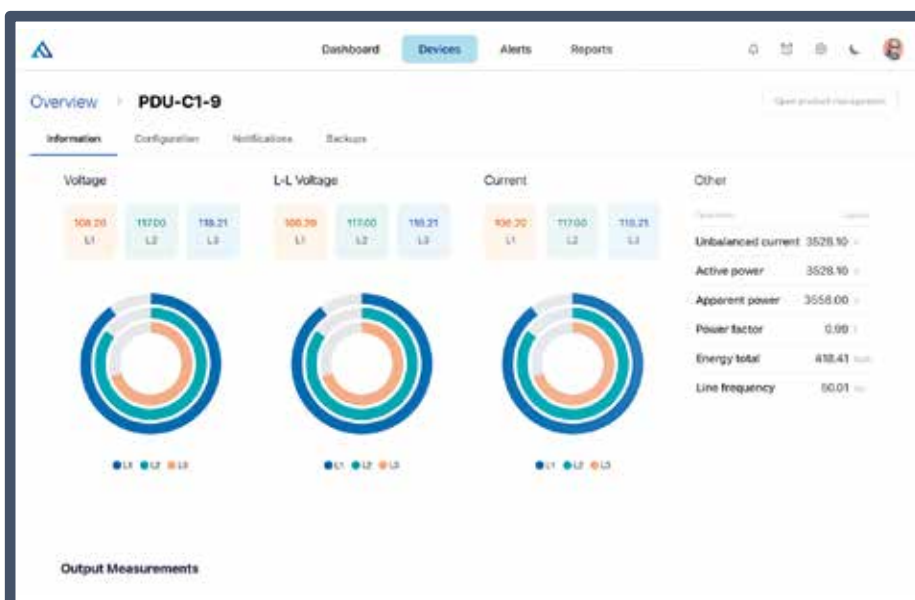 Dashboard Devices Alerts Reports
Overview PDU-C1-9
Open product management
Information Configuration Notifications Backups
Voltage L-L Voltage Current Other
108.20 117.00 118.21 108.20 117.00 118.21 108.20 117.00 118.21
L1 L2 L3 L1 L2 L3 L1 L2 L3
Unbalanced current 3528.10
Active power 3528.10
Apparent power 3558.00
Power factor 0.99
Energy total 418.41
Line frequency 50.01
L1 L2 L3 L1 L2 L3 L1 L2 L3
Output Measurements